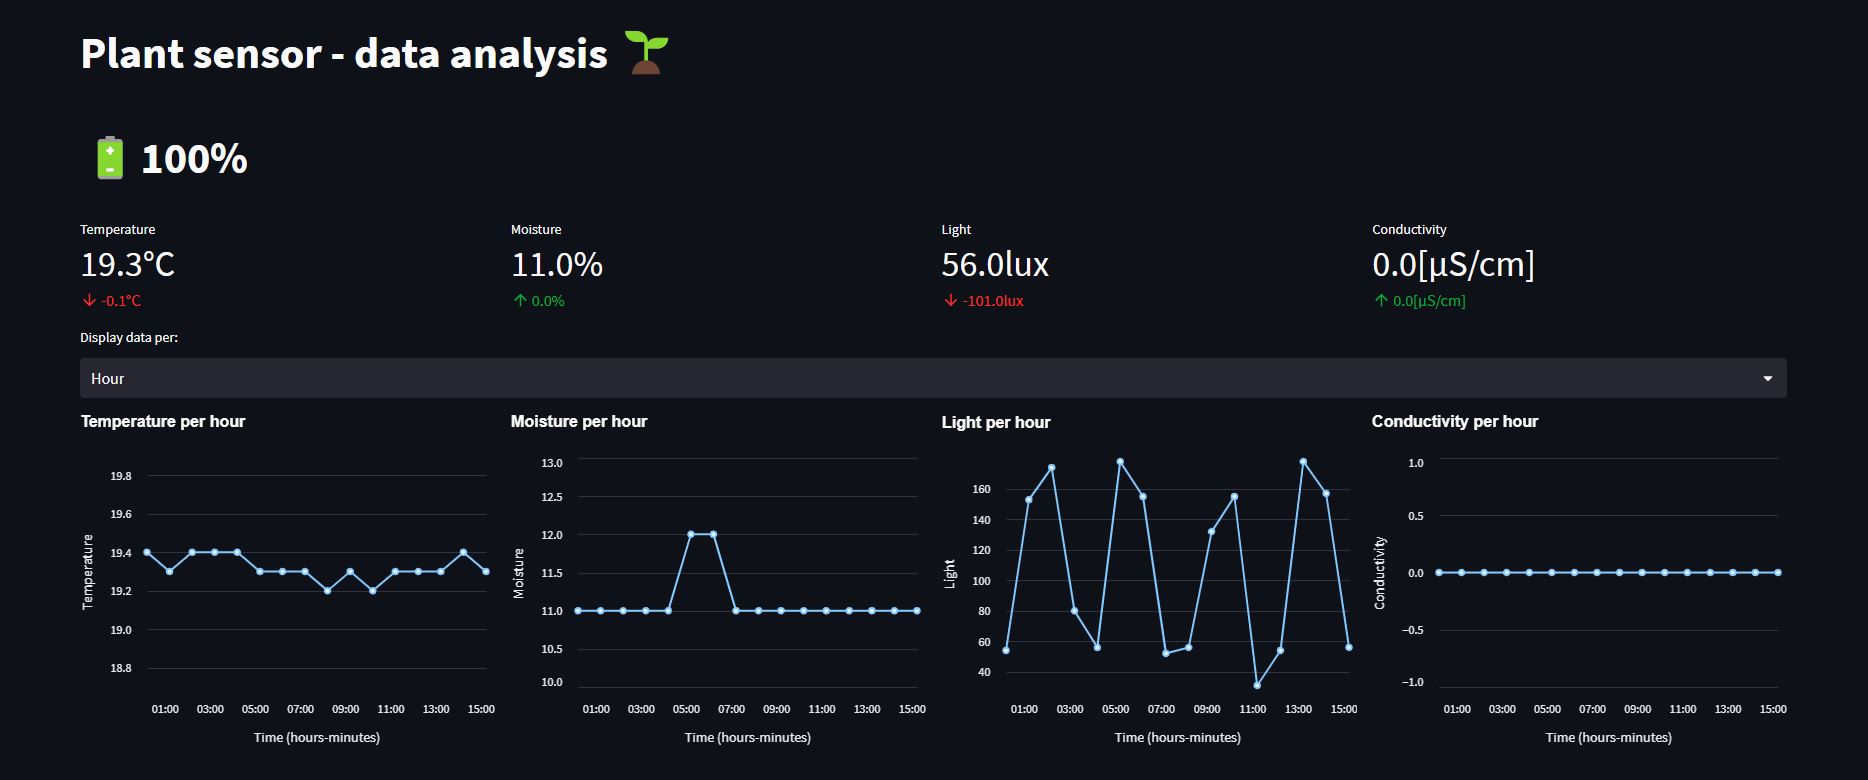 Plant sensor - data analysis
100%
Temperature
19.3°C
-0.1°C
Moisture
11.0%
0.0%
Light
56.0lux
-101.0lux
Conductivity
0.0[μS/cm]
0.0[μS/cm]
Display data per:
Hour
Temperature per hour
19.8
19.6
19.4
19.2
19.0
18.8
Temperature
01:00 03:00 05:00 07:00 09:00 11:00 13:00 15:00
Time (hours-minutes)
Moisture per hour
13.0
12.5
12.0
11.5
11.0
10.5
10.0
Moisture
01:00 03:00 05:00 07:00 09:00 11:00 13:00 15:00
Time (hours-minutes)
Light per hour
160
140
120
100
80
60
40
Light
01:00 03:00 05:00 07:00 09:00 11:00 13:00 15:00
Time (hours-minutes)
Conductivity per hour
1.0
0.5
0.0
−0.5
−1.0
Conductivity
01:00 03:00 05:00 07:00 09:00 11:00 13:00 15:00
Time (hours-minutes)